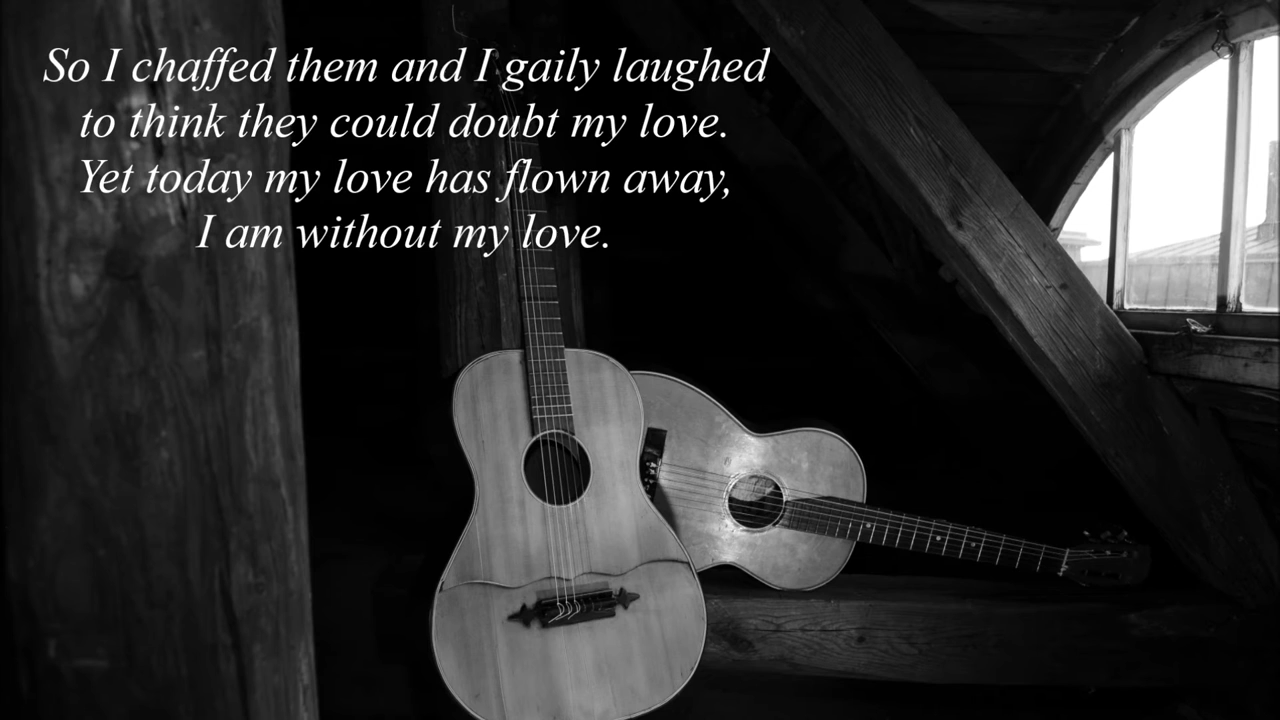 So I chaffed them and I gaily laughed
to think they could doubt my love.
Yet today my love has flown away,
I am without my love.